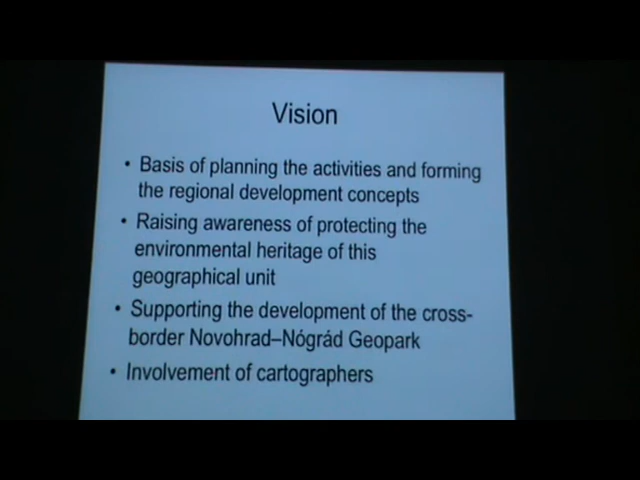 Vision
• Basis of planning the activities and forming
the regional development concepts
• Raising awareness of protecting the
environmental heritage of this
geographical unit
• Supporting the development of the cross-
border Novohrad–Nógrád Geopark
• Involvement of cartographers